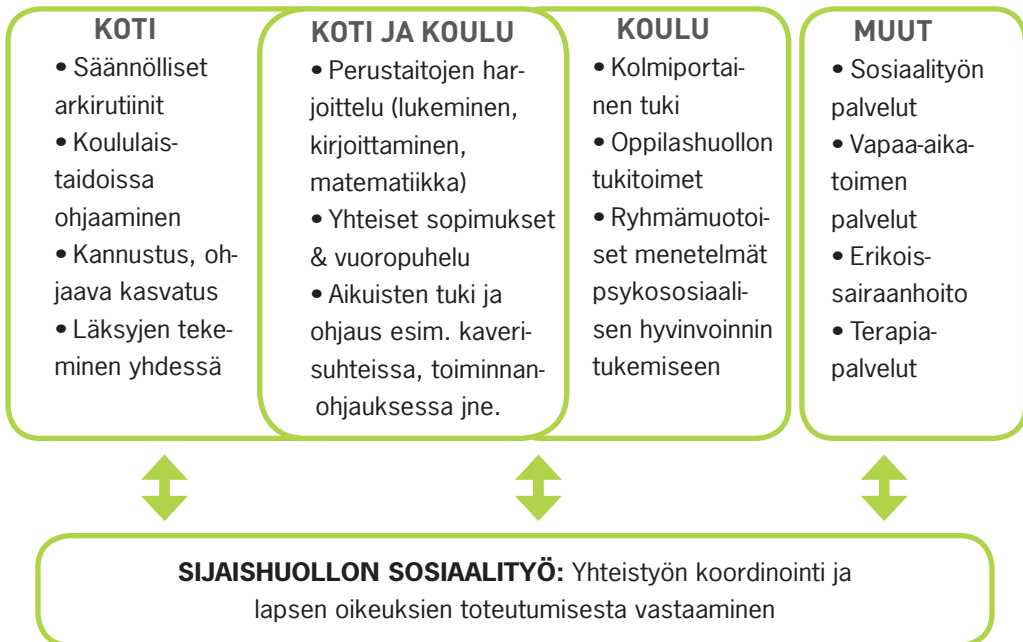 KOTI
• Säännölliset
arkirutiinit
• Koululais-
taidoissa
ohjaaminen
• Kannustus, oh-
jaava kasvatus
• Läksyjen teke-
minen yhdessä
KOTI JA KOULU
• Perustaitojen har-
joittelu (lukeminen,
kirjoittaminen,
matematiikka)
• Yhteiset sopimukset
& vuoropuhelu
• Aikuisten tuki ja
ohjaus esim. kaveri-
suhteissa, toiminnan-
ohjauksessa jne.
KOULU
• Kolmiportai-
nen tuki
• Oppilashuollon
tukitoimet
• Ryhmämuotoi-
set menetelmät
psykososiaali-
sen hyvinvoinnin
tukemiseen
MUUT
• Sosiaalityön
palvelut
• Vapaa-aika-
toimen
palvelut
• Erikois-
sairaanhoito
• Terapia-
palvelut
SIJAISHUOLLON SOSIAALITYÖ: Yhteistyön koordinointi ja
lapsen oikeuksien toteutumisesta vastaaminen